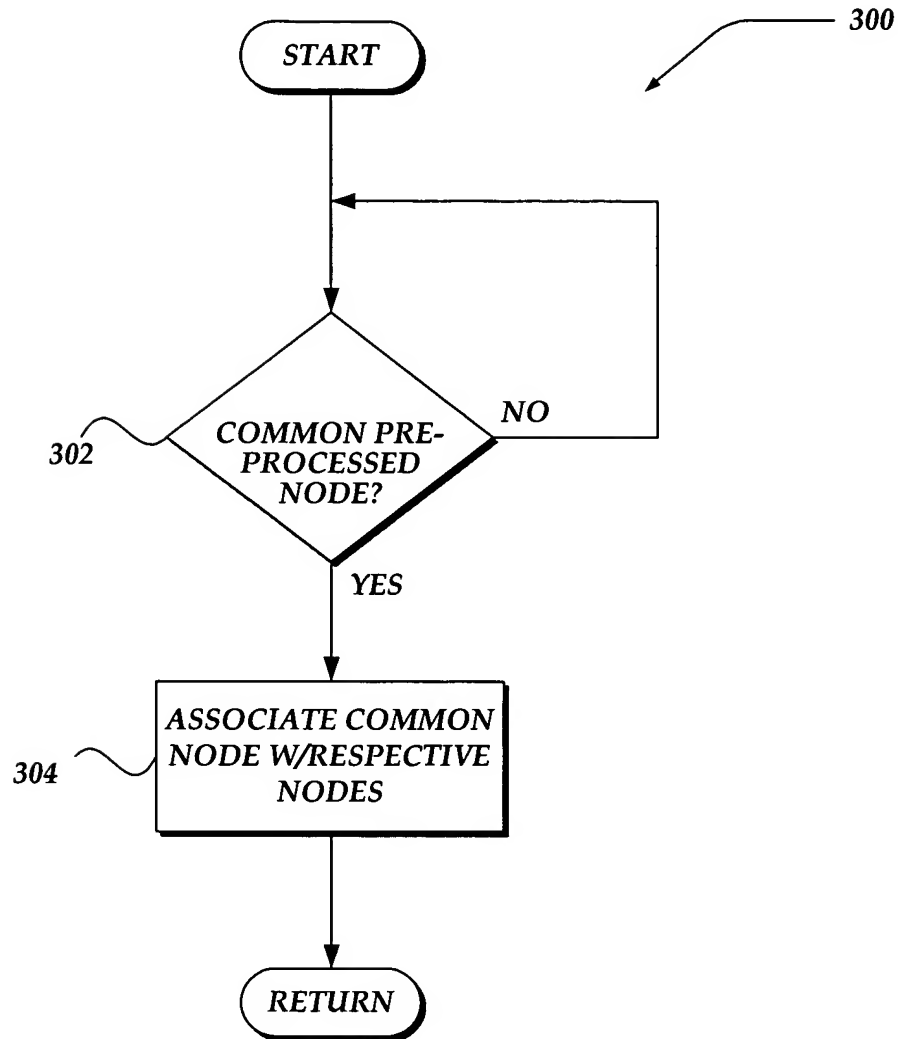 300
START
NO
302
COMMON PRE-
PROCESSED
NODE?
YES
ASSOCIATE COMMON
NODE W/RESPECTIVE
NODES
304
RETURN